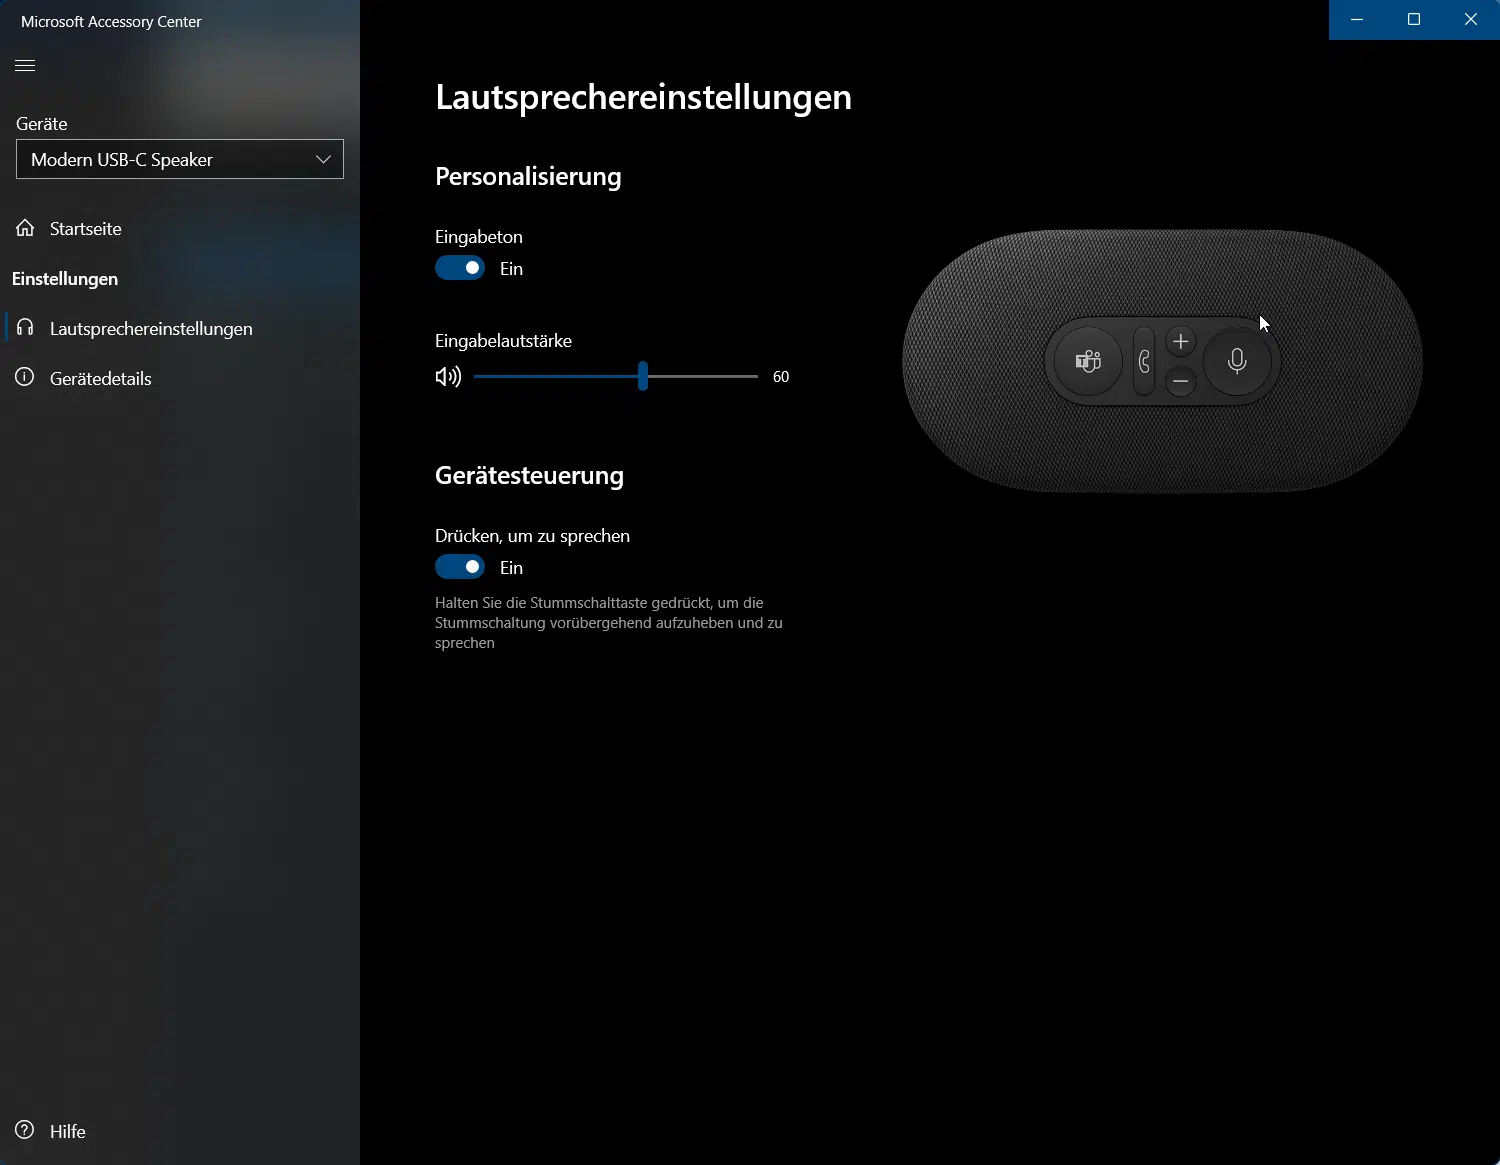 Microsoft Accessory Center
Geräte
Modern USB-C Speaker
Startseite
Einstellungen
Lautsprechereinstellungen
Gerätedetails
Hilfe
Lautsprechereinstellungen
Personalisierung
Eingabeton
Ein
Eingabelautstärke
60
Gerätesteuerung
Drücken, um zu sprechen
Ein
Halten Sie die Stummschalttaste gedrückt, um die
Stummschaltung vorübergehend aufzuheben und zu
sprechen